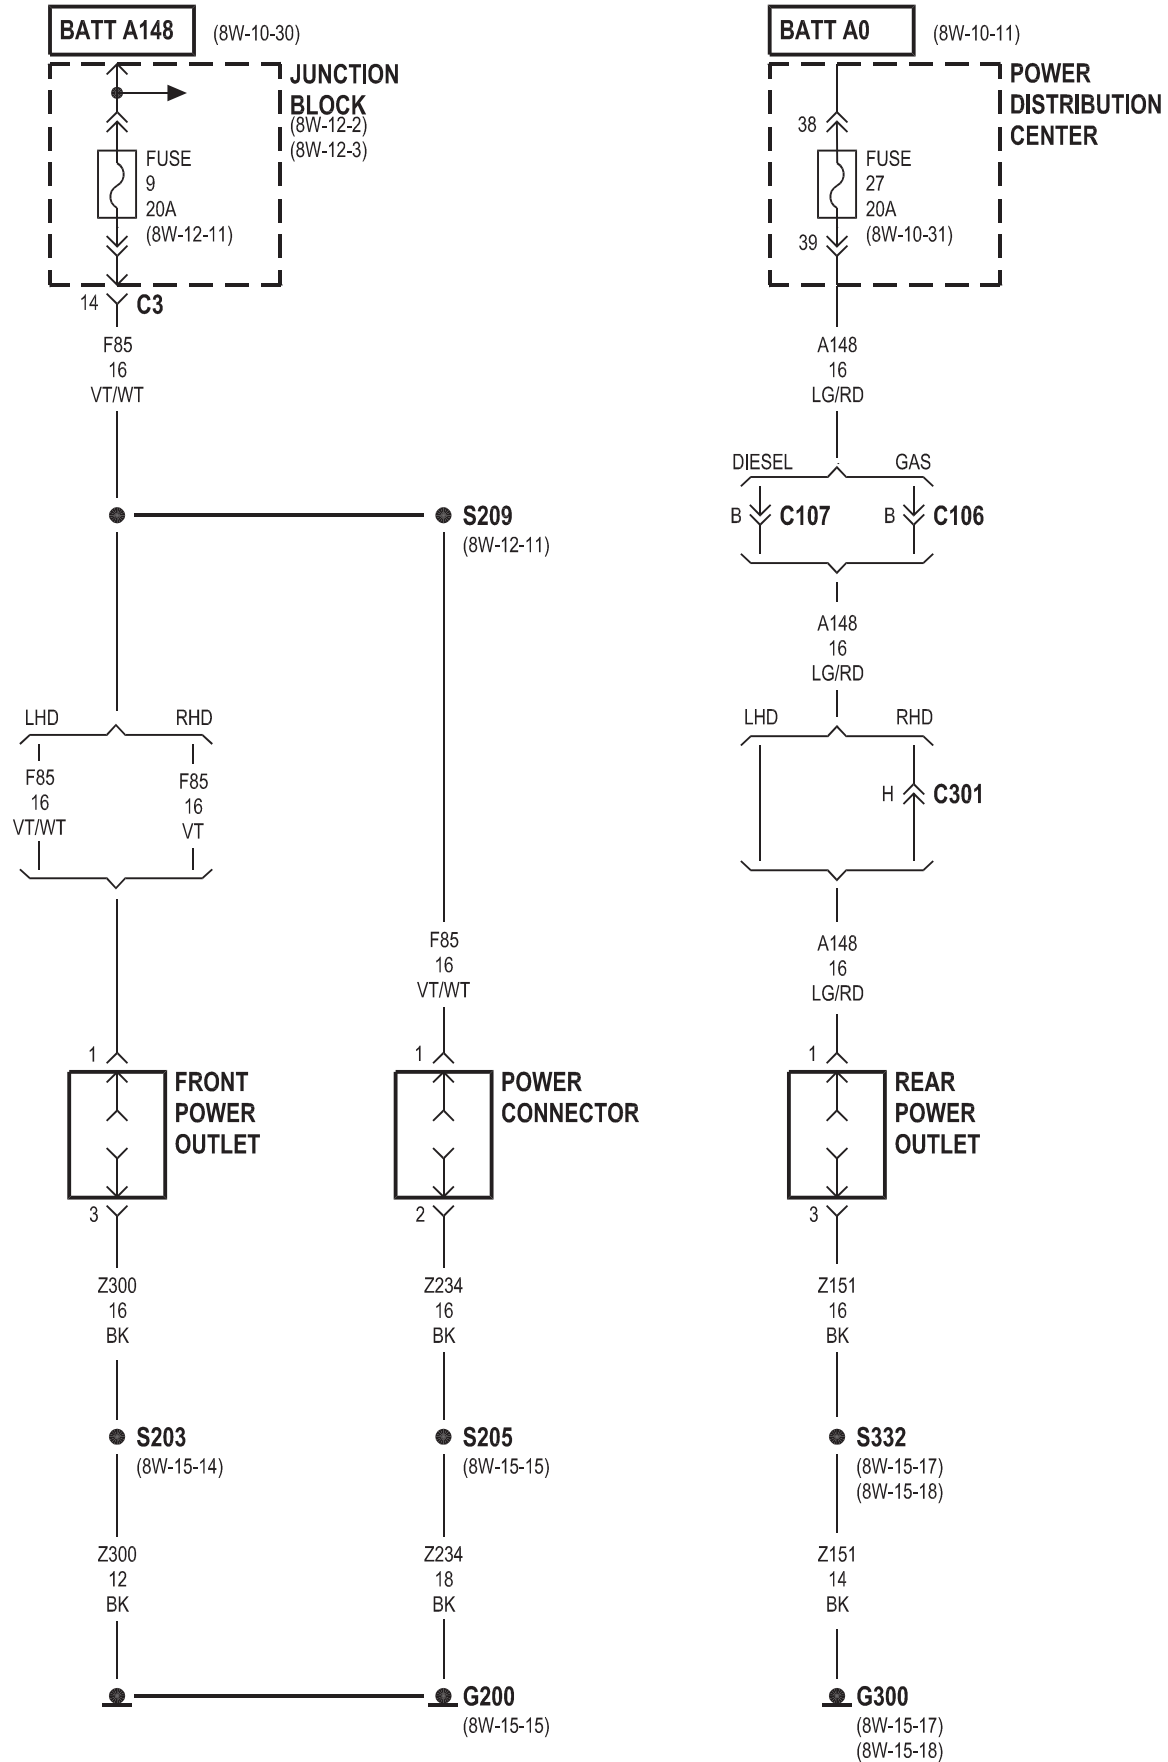 BATT A148
(8W-10-30)
JUNCTION
BLOCK
(8W-12-2)
(8W-12-3)
FUSE
9
20A
(8W-12-11)
14
C3
F85
16
VT/WT
S209
(8W-12-11)
LHD
RHD
F85
16
VT/WT
F85
16
VT
F85
16
VT/WT
1
FRONT
POWER
OUTLET
3
1
POWER
CONNECTOR
2
Z300
16
BK
Z234
16
BK
S203
(8W-15-14)
S205
(8W-15-15)
Z300
12
BK
Z234
18
BK
G200
(8W-15-15)
BATT A0
(8W-10-11)
POWER
DISTRIBUTION
CENTER
38
FUSE
27
20A
(8W-10-31)
39
A148
16
LG/RD
DIESEL
GAS
B
C107
B
C106
A148
16
LG/RD
LHD
RHD
H
C301
A148
16
LG/RD
1
REAR
POWER
OUTLET
3
Z151
16
BK
S332
(8W-15-17)
(8W-15-18)
Z151
14
BK
G300
(8W-15-17)
(8W-15-18)